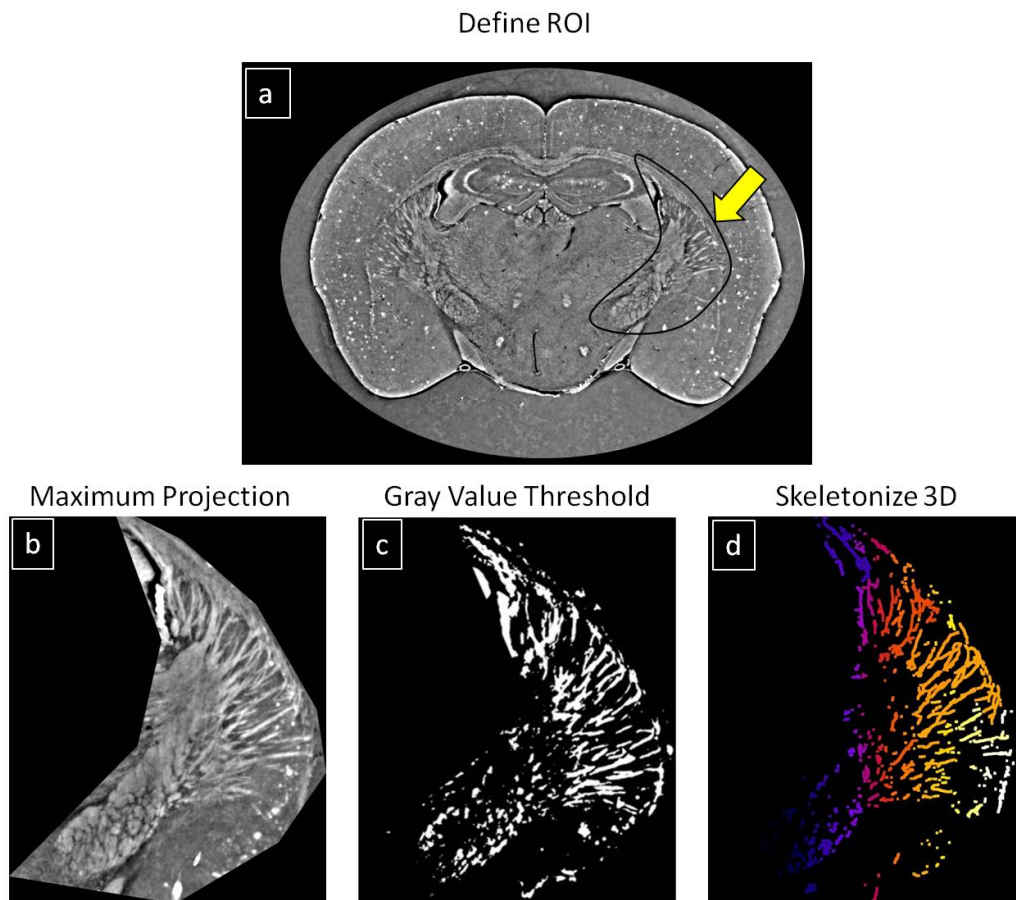 Define ROI
a
Maximum Projection
Gray Value Threshold
Skeletonize 3D
b
c
d